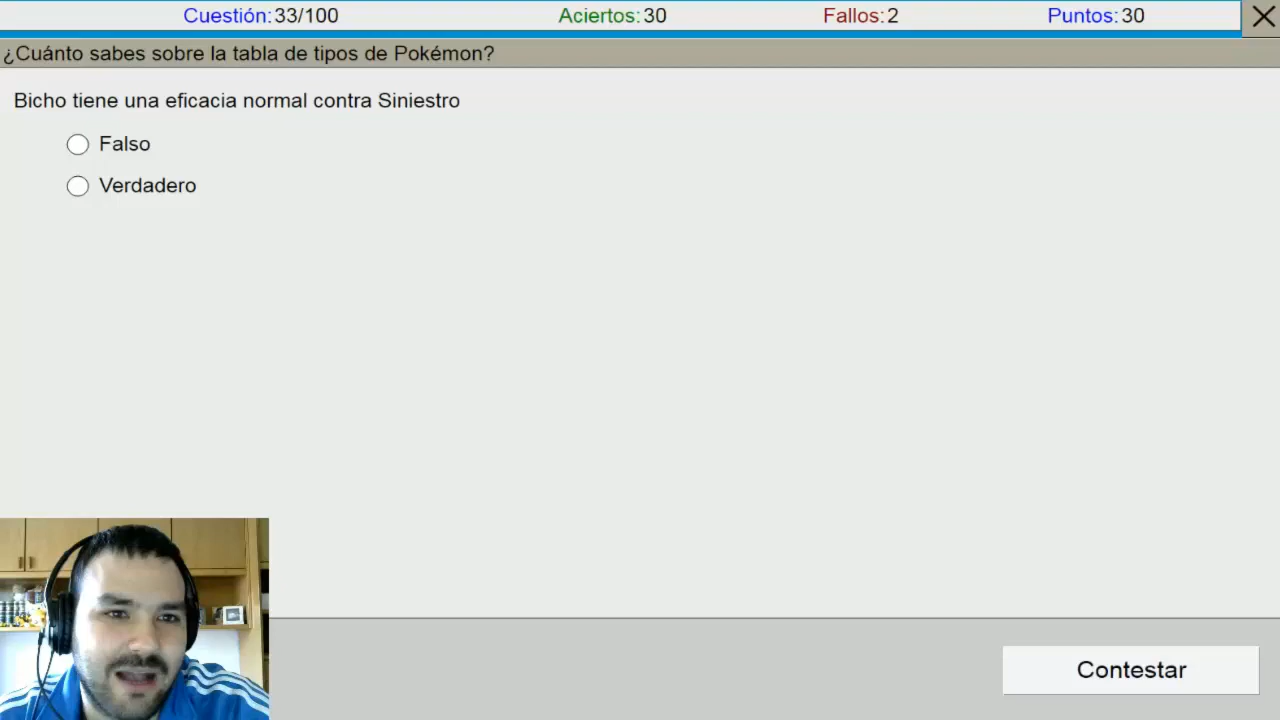 Cuestión: 33/100 Aciertos: 30 Fallos: 2 Puntos: 30
¿Cuánto sabes sobre la tabla de tipos de Pokémon?
Bicho tiene una eficacia normal contra Siniestro
Falso
Verdadero
Contestar